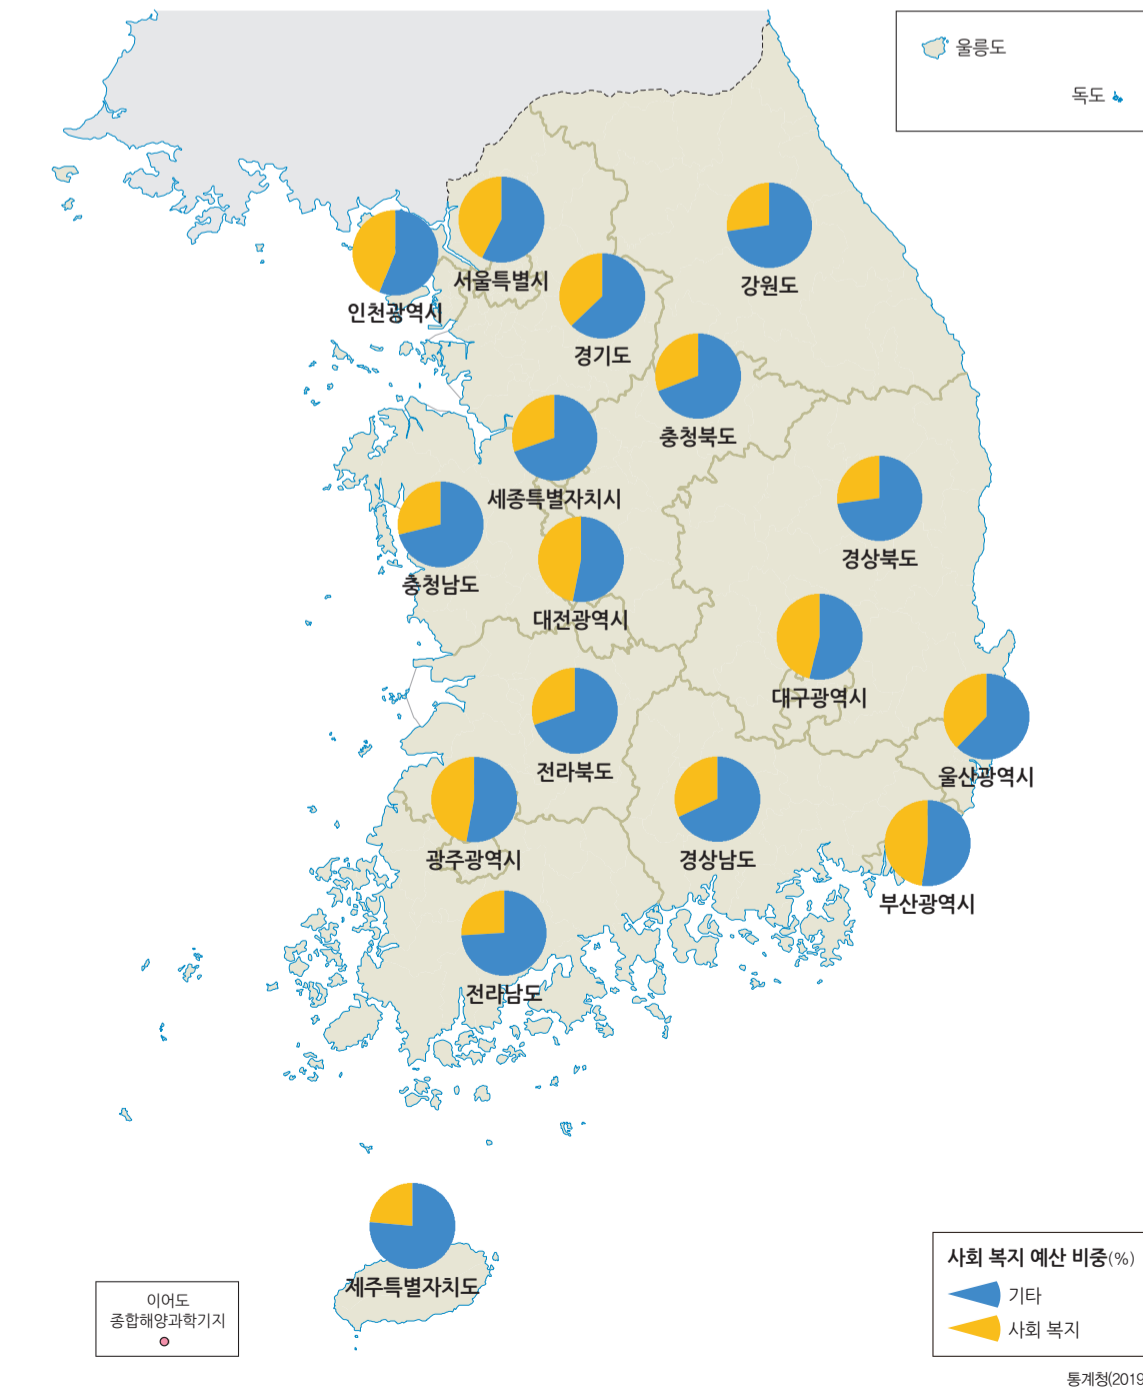 울릉도
독도
서울특별시
인천광역시
강원도
경기도
충청북도
세종특별자치시
경상북도
충청남도
대전광역시
대구광역시
전라북도
울산광역시
광주광역시
경상남도
부산광역시
전라남도
제주특별자치도
이어도
종합해양과학기지
사회 복지 예산 비중(%)
기타
사회 복지
통계청(2019